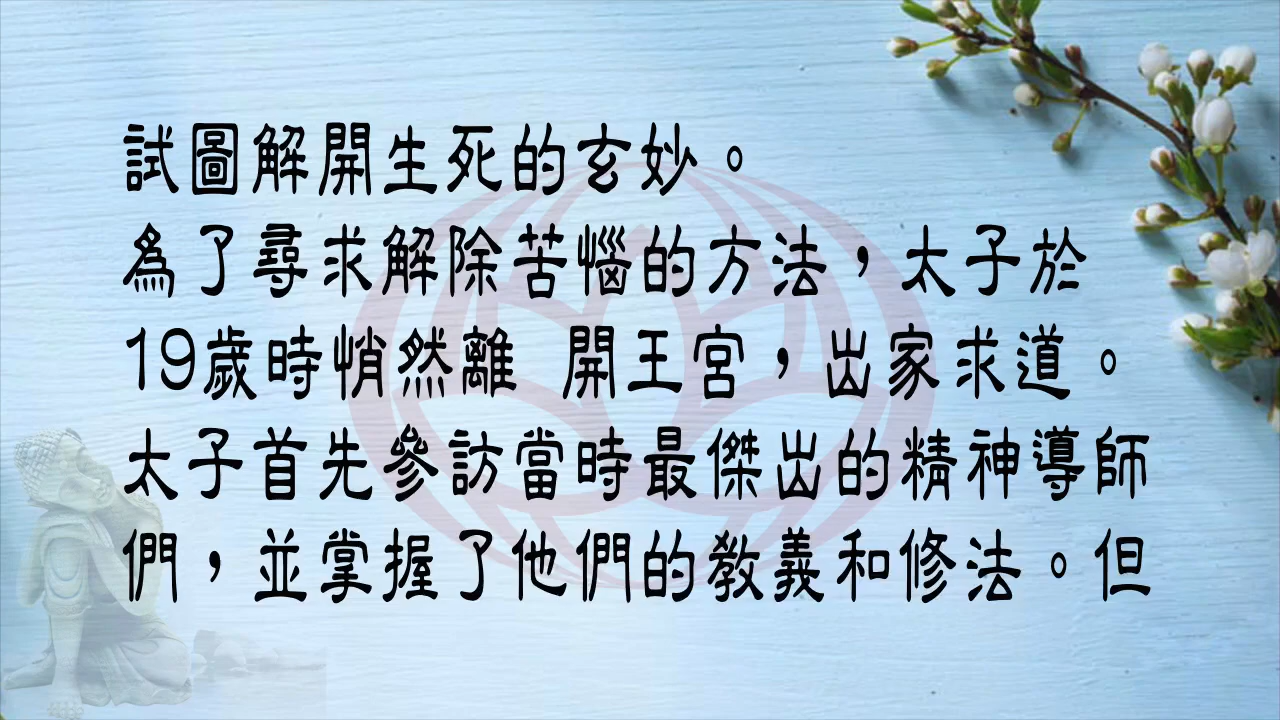 試圖解開生死的玄妙。
為了尋求解除苦惱的方法，太子於
19歲時悄然離 開王宮，出家求道。
太子首先參訪當時最傑出的精神導師
們，並掌握了他們的教義和修法。但